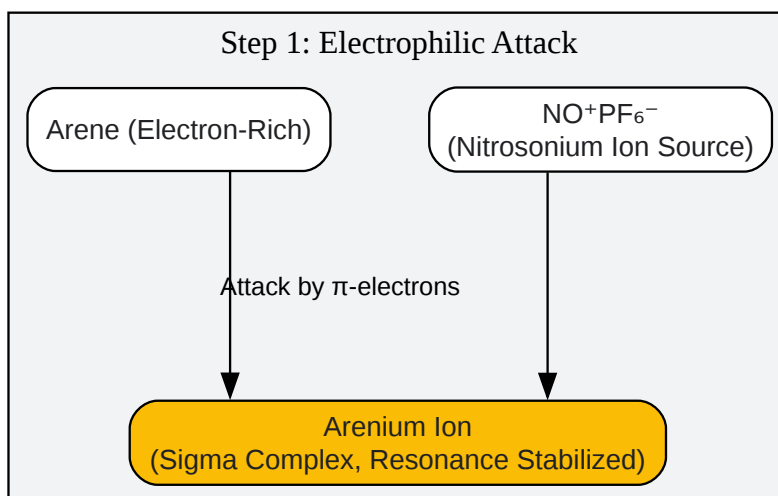 Step 1: Electrophilic Attack
Arene (Electron-Rich)
NO⁺PF₆⁻
(Nitrosonium Ion Source)
Attack by π-electrons
Arenium Ion
(Sigma Complex, Resonance Stabilized)